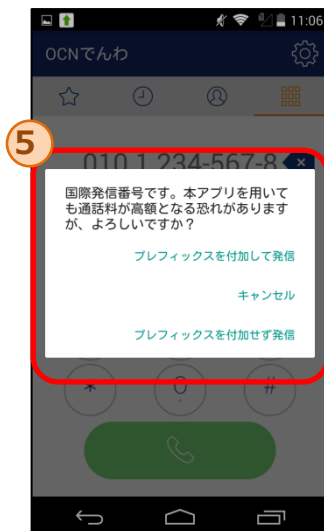 11:06
OCNでんわ
5
010 1 234-567-8
国際発信番号です。本アプリを用いて
も通話料が高額となる恐れがあります
が、よろしいですか？
プレフィックスを付加して発信
キャンセル
プレフィックスを付加せず発信
* 0 #